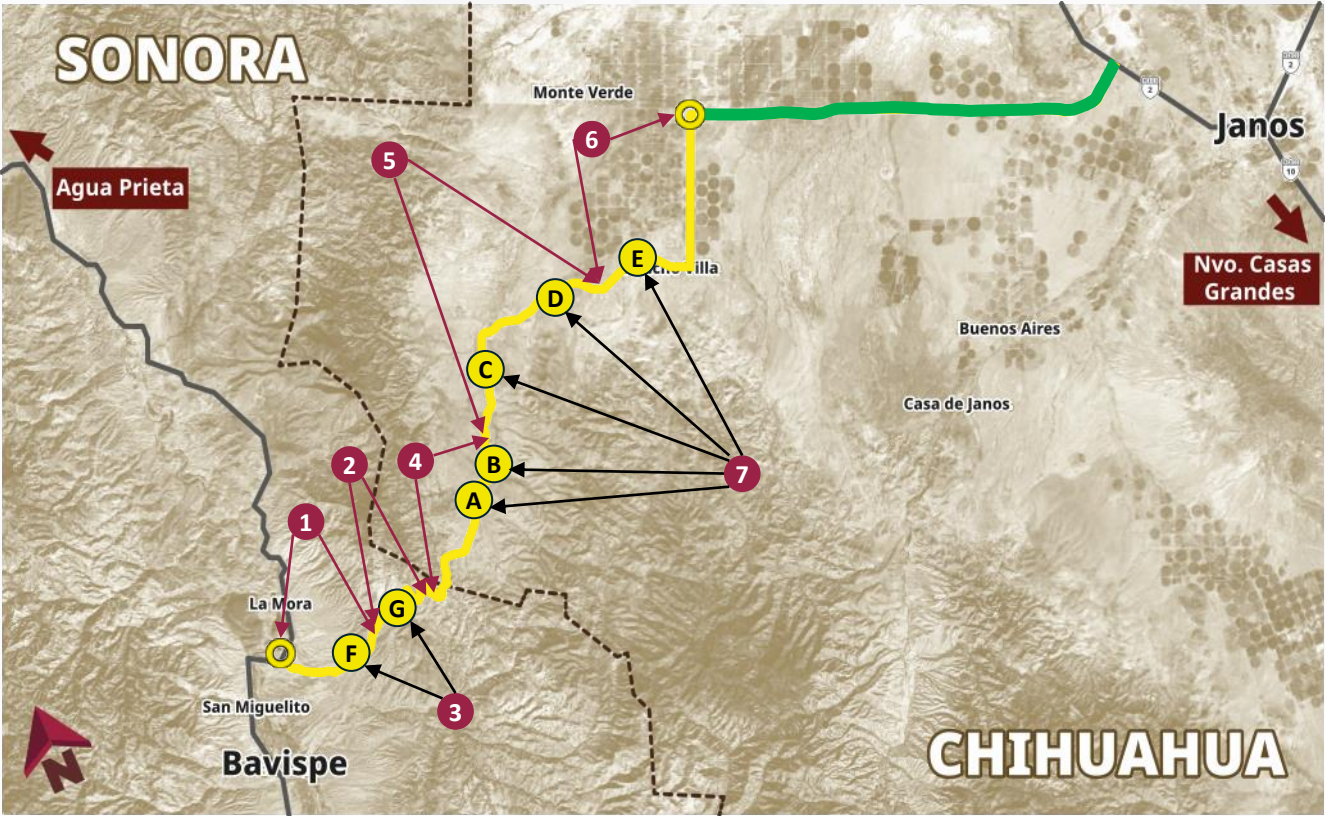 SONORA
Monte Verde
2
2
Janos
6
5
Agua Prieta
10
E
Villa
Nvo. Casas
Grandes
D
Buenos Aires
C
Casa de Janos
2
4
B
7
A
1
La Mora
G
F
San Miguelito
3
N
Bavispe
CHIHUAHUA